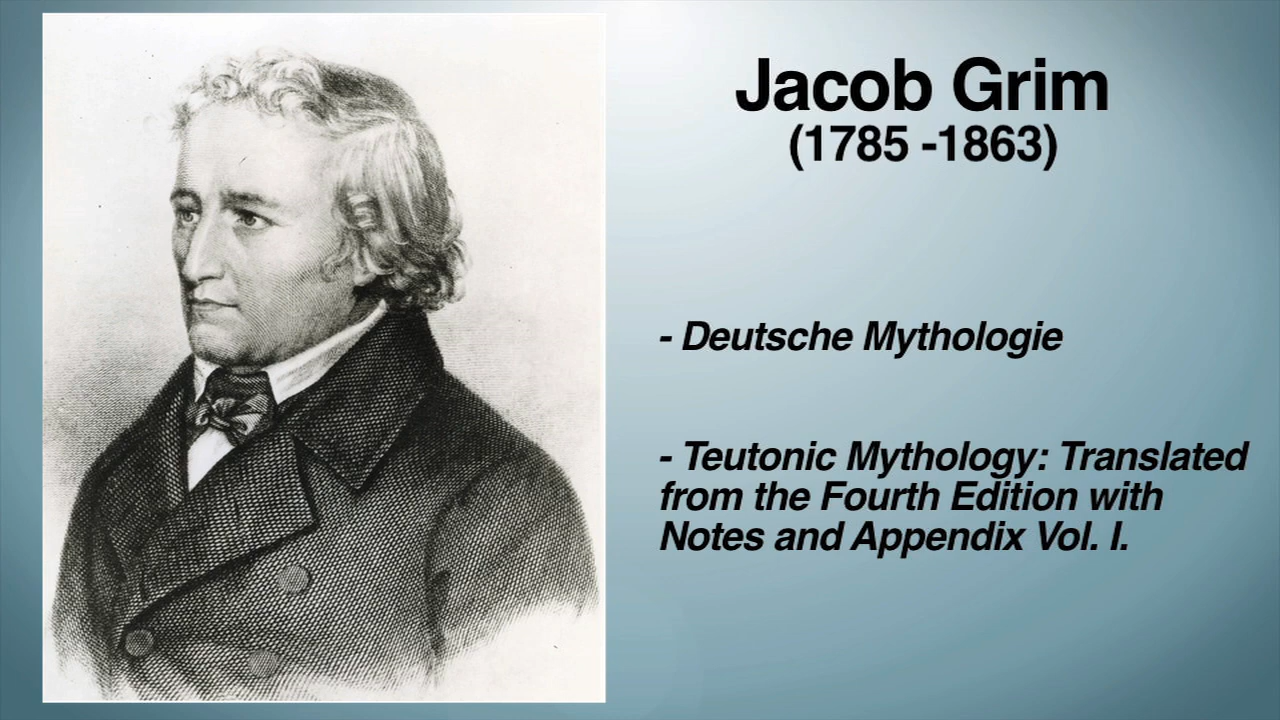 Jacob Grim
(1785 -1863)
- Deutsche Mythologie
- Teutonic Mythology: Translated
from the Fourth Edition with
Notes and Appendix Vol. I.